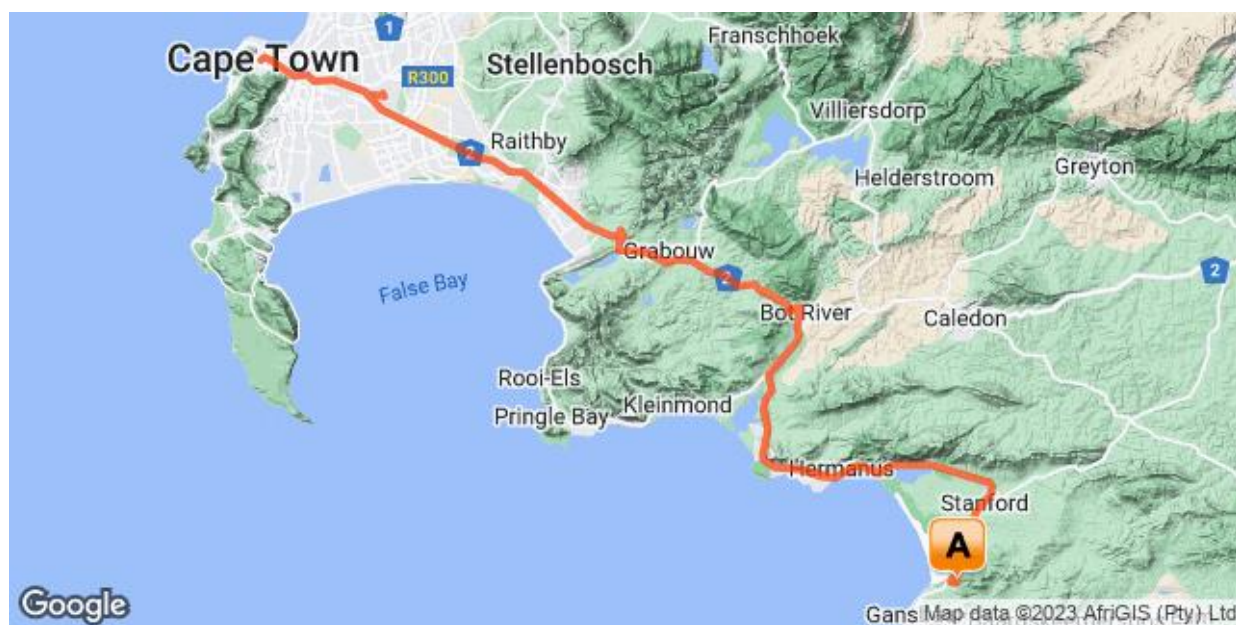 Cape Town
1
R300
Stellenbosch
Franschhoek
Villiersdorp
2
Raithby
Greyton
Helderstroom
Grabouw
2
2
False Bay
Bot River
Caledon
Rooi-Els
Kleinmond
Pringle Bay
Hermanus
Stanford
A
Google
Gans
Map data ©2023 AfriGIS (Pty) Ltd